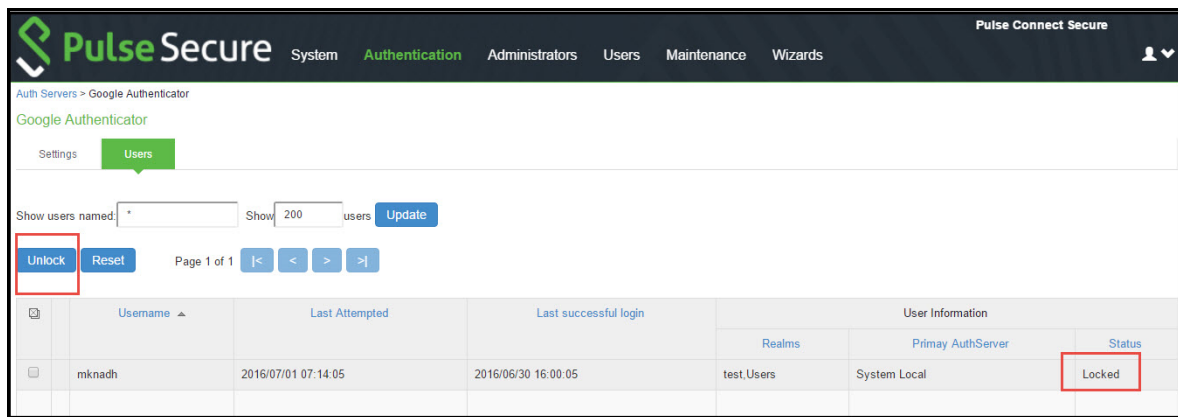 Pulse Connect Secure
Pulse Secure System Authentication Administrators Users Maintenance Wizards
Auth Servers > Google Authenticator
Google Authenticator
Settings Users
Show users named: * Show 200 users Update
Unlock Reset Page 1 of 1 |< < > >|
Username Last Attempted Last successful login User Information
Realms Primay AuthServer Status
mknadh 2016/07/01 07:14:05 2016/06/30 16:00:05 test,Users System Local Locked